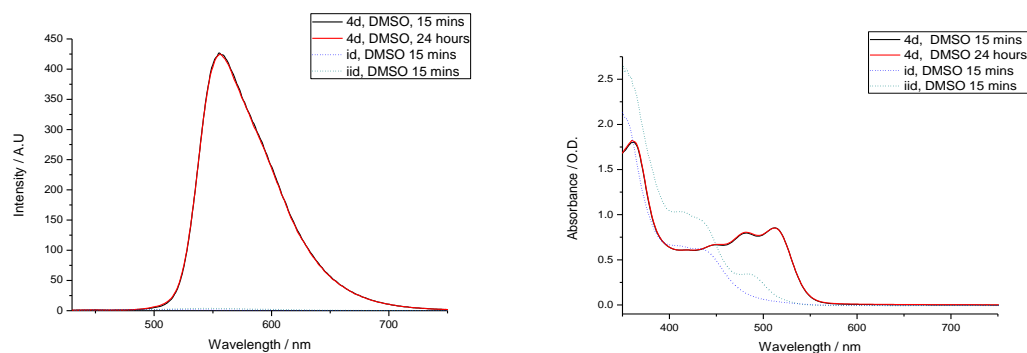 4d, DMSO, 15 mins
4d, DMSO, 24 hours
id, DMSO 15 mins
iid, DMSO 15 mins
450
400
350
300
250
200
150
100
50
0
Intensity / A.U
500
600
700
Wavelength / nm
4d, DMSO 15 mins
4d, DMSO 24 hours
id, DMSO 15 mins
iid, DMSO 15 mins
2.5
2.0
1.5
1.0
0.5
0.0
Absorbance / O.D.
400
500
600
700
Wavelength / nm